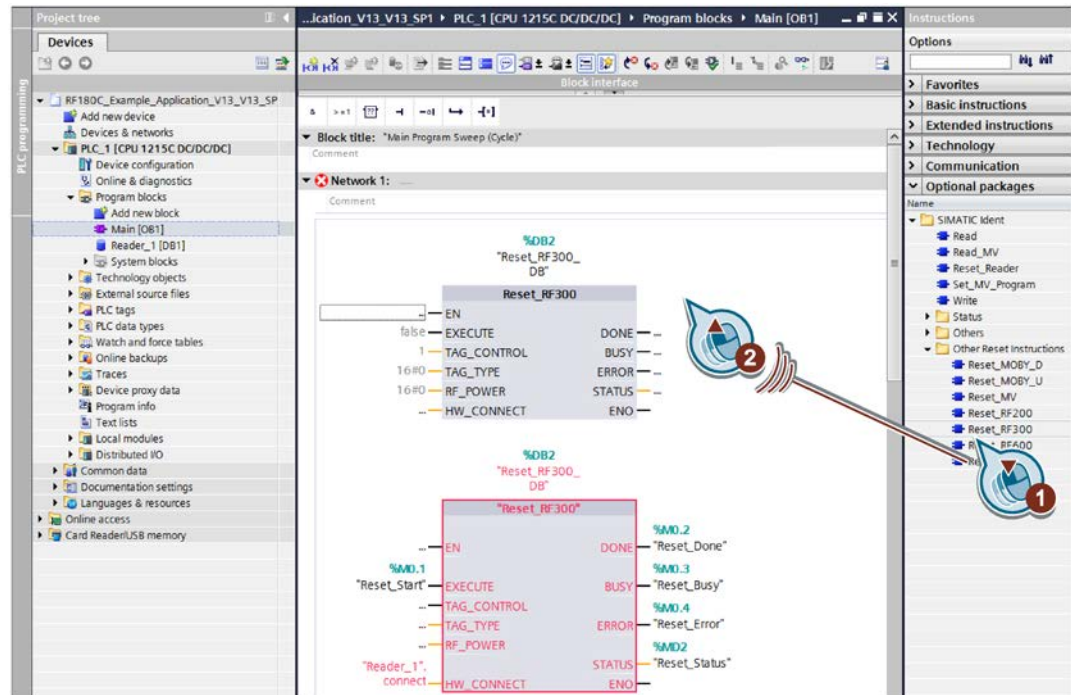 Project tree
...ication_V13_V13_SP1 ▸ PLC_1 [CPU 1215C DC/DC/DC] ▸ Program blocks ▸ Main [OB1]
Instructions
Devices
Options
Block interface
PLC programming
RF180C_Example_Application_V13_V13_SP
Add new device
Devices & networks
PLC_1 [CPU 1215C DC/DC/DC]
Device configuration
Online & diagnostics
Program blocks
Add new block
Main [OB1]
Reader_1 [DB1]
System blocks
Technology objects
External source files
PLC tags
PLC data types
Watch and force tables
Online backups
Traces
Device proxy data
Program info
Text lists
Local modules
Distributed I/O
Common data
Documentation settings
Languages & resources
Online access
Card Reader/USB memory
& >=1 [??] ⊣ -o| ↦ -[=]
Block title: "Main Program Sweep (Cycle)"
Comment
Network 1: ....
Comment
%DB2
"Reset_RF300_
DB"
Reset_RF300
... EN
false EXECUTE DONE ...
1 TAG_CONTROL BUSY ...
16#0 TAG_TYPE ERROR ...
16#0 RF_POWER STATUS ...
... HW_CONNECT ENO
%DB2
"Reset_RF300_
DB"
"Reset_RF300"
%M0.2
... EN DONE "Reset_Done"
%M0.1 %M0.3
"Reset_Start" EXECUTE BUSY "Reset_Busy"
... TAG_CONTROL %M0.4
... TAG_TYPE ERROR "Reset_Error"
... RF_POWER %MD2
"Reader_1". STATUS "Reset_Status"
connect HW_CONNECT ENO
Favorites
Basic instructions
Extended instructions
Technology
Communication
Optional packages
Name
SIMATIC Ident
Read
Read_MV
Reset_Reader
Set_MV_Program
Write
Status
Others
Other Reset Instructions
Reset_MOBY_D
Reset_MOBY_U
Reset_MV
Reset_RF200
Reset_RF300
2
1